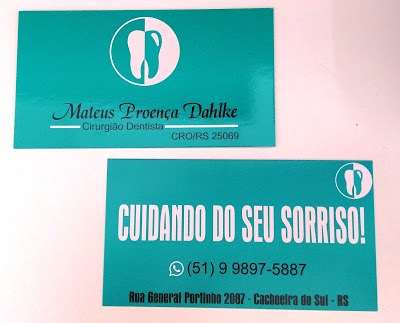 Mateus Proença Dahlke
Cirurgião Dentista
CRO/RS 25069
CUIDANDO DO SEU SORRISO!
(51) 9 9897-5887
Rua General Portinho 2087 - Cachoeira do Sul - RS